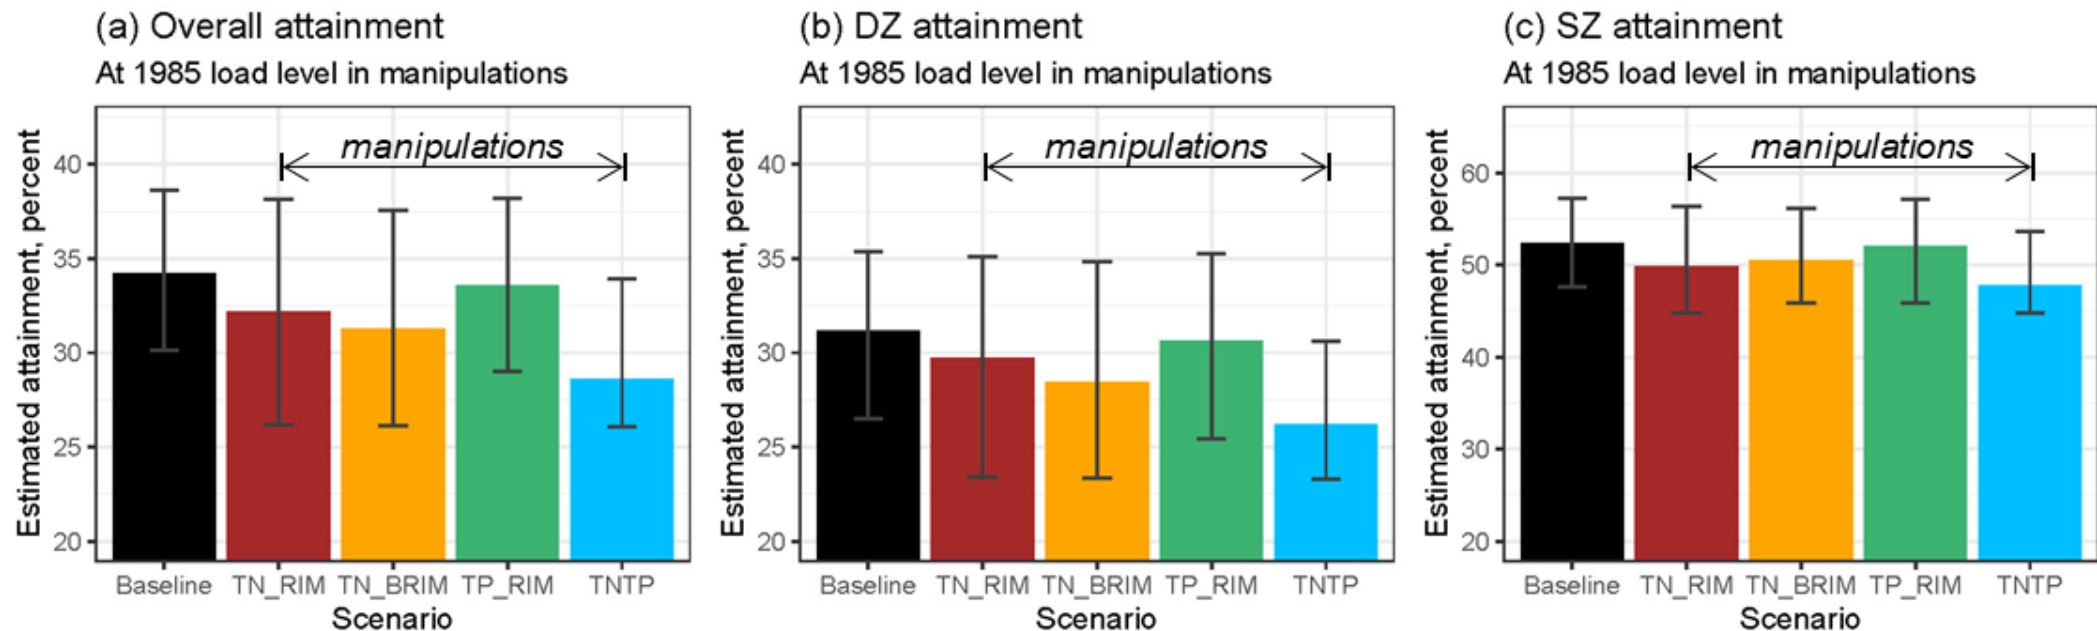 (a) Overall attainment
At 1985 load level in manipulations
manipulations
Estimated attainment, percent
40
35
30
25
20
Baseline TN_RIM TN_BRIM TP_RIM TNTP
Scenario
(b) DZ attainment
At 1985 load level in manipulations
manipulations
Estimated attainment, percent
40
35
30
25
20
Baseline TN_RIM TN_BRIM TP_RIM TNTP
Scenario
(c) SZ attainment
At 1985 load level in manipulations
manipulations
Estimated attainment, percent
60
50
40
30
20
Baseline TN_RIM TN_BRIM TP_RIM TNTP
Scenario